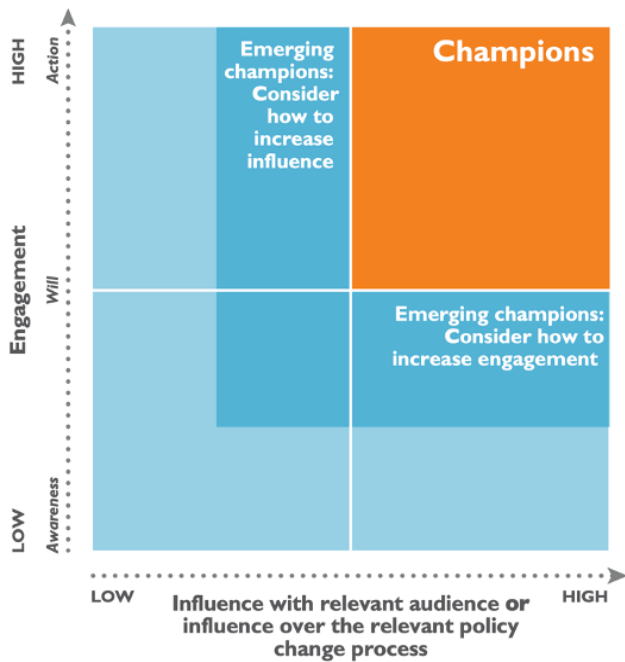 HIGH
Action
Engagement
Will
LOW
Awareness
Emerging
champions:
Consider
how to
increase
influence
Champions
Emerging champions:
Consider how to
increase engagement
LOW
HIGH
Influence with relevant audience or
influence over the relevant policy
change process